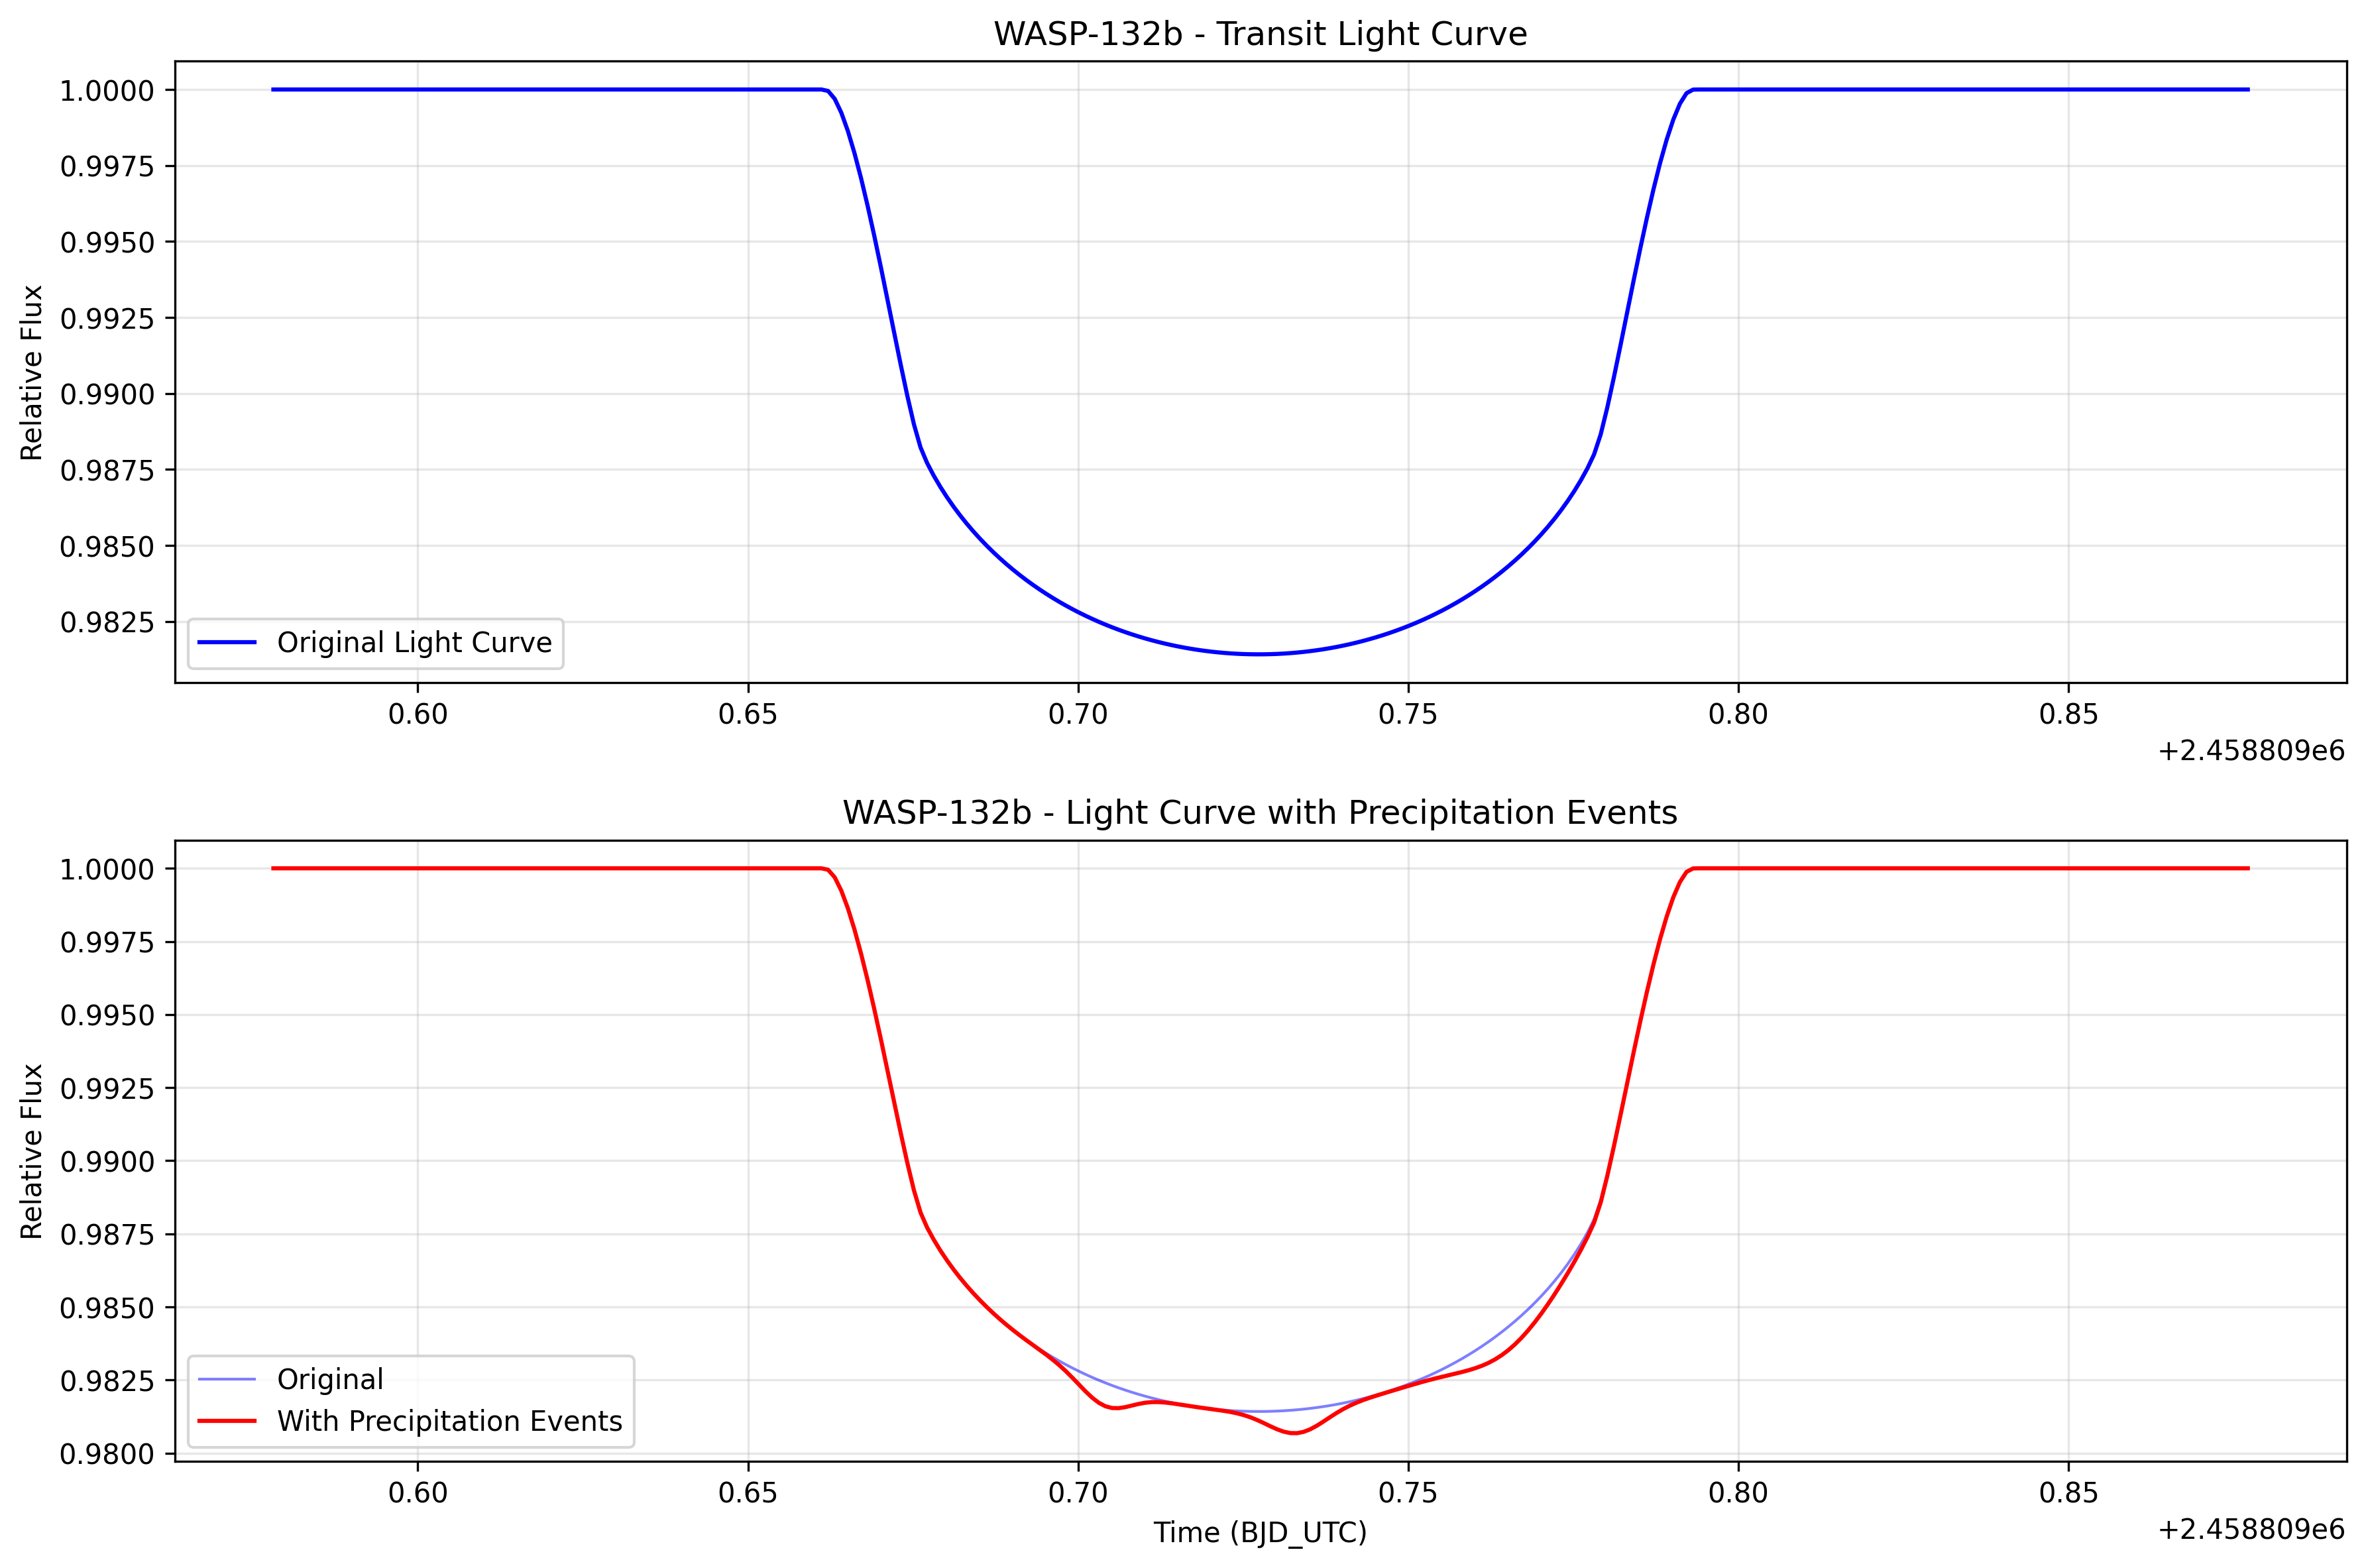 WASP-132b - Transit Light Curve
Relative Flux
1.0000
0.9975
0.9950
0.9925
0.9900
0.9875
0.9850
0.9825
Original Light Curve
0.60 0.65 0.70 0.75 0.80 0.85
+2.458809e6
WASP-132b - Light Curve with Precipitation Events
Relative Flux
1.0000
0.9975
0.9950
0.9925
0.9900
0.9875
0.9850
0.9825
0.9800
Original
With Precipitation Events
0.60 0.65 0.70 0.75 0.80 0.85
Time (BJD_UTC)
+2.458809e6